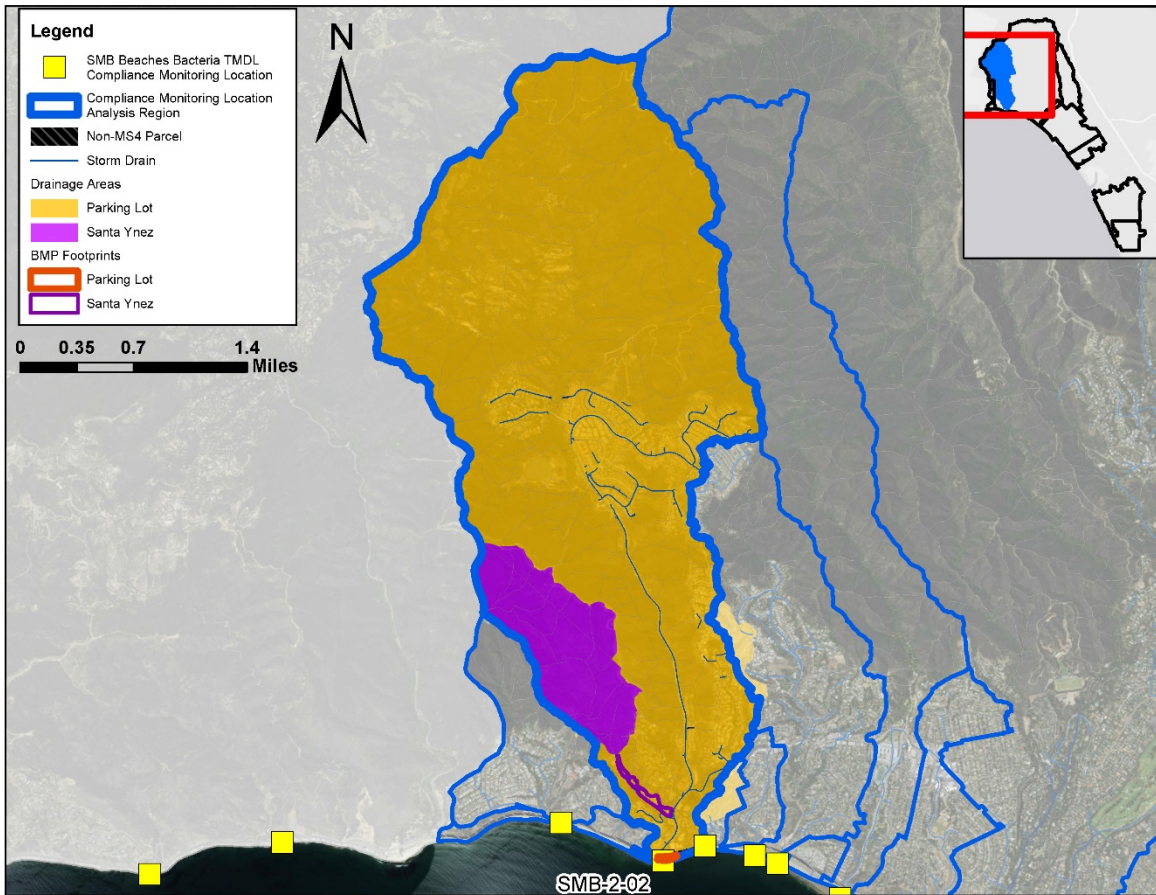 Legend
SMB Beaches Bacteria TMDL
Compliance Monitoring Location
Compliance Monitoring Location
Analysis Region
Non-MS4 Parcel
Storm Drain
Drainage Areas
Parking Lot
Santa Ynez
BMP Footprints
Parking Lot
Santa Ynez
0 0.35 0.7 1.4
Miles
N
SMB-2-02